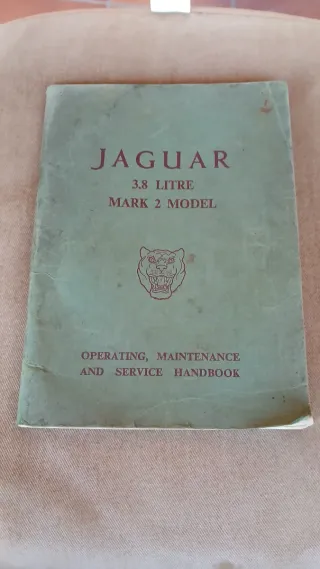 JAGUAR
3.8 LITRE
MARK 2 MODEL
OPERATING, MAINTENANCE
AND SERVICE HANDBOOK